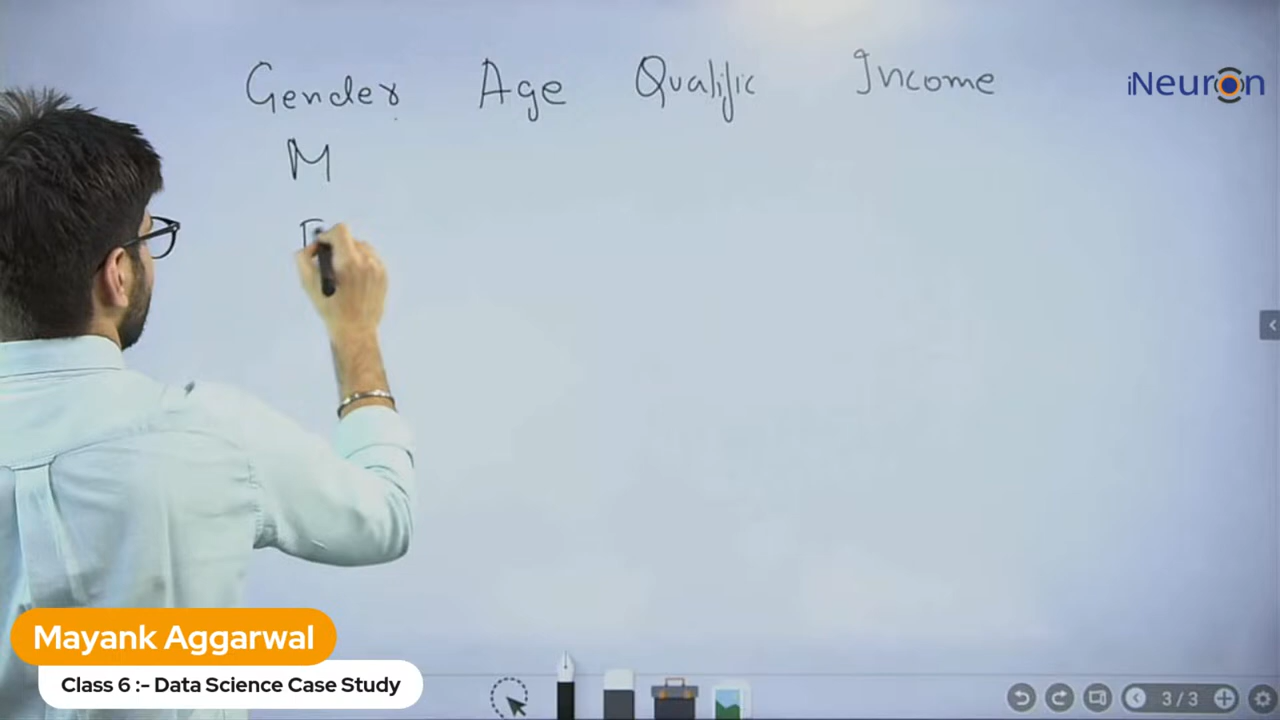 Gender Age Qualific Income
iNeuron
M
Mayank Aggarwal
Class 6 :- Data Science Case Study
3/3